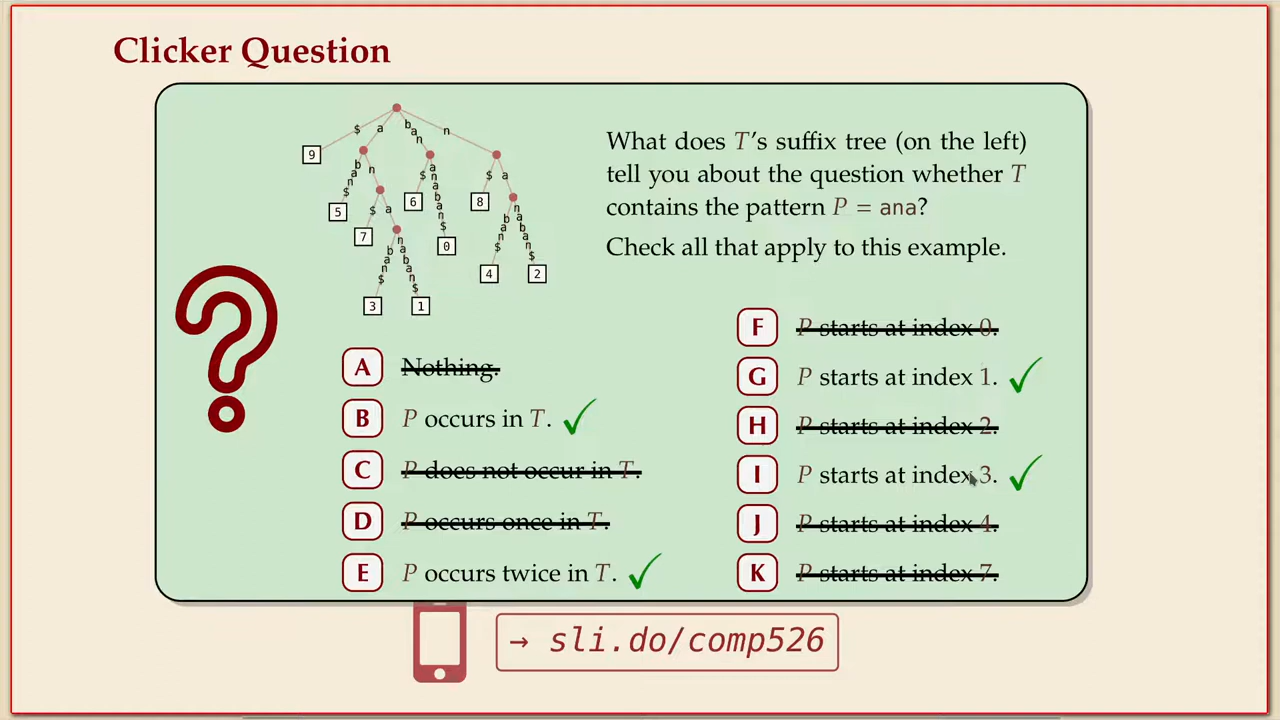 Clicker Question
$ a b a n n
9
b n a b n a $ $ a n a b a n $ $ a
5 6 8
$ a
7 0
b a n $ n a b a n $
b a n $ n a b a n $
4 2
3 1
What does T's suffix tree (on the left)
tell you about the question whether T
contains the pattern P = ana?
Check all that apply to this example.
?
A Nothing.
B P occurs in T. ✓
C P does not occur in T.
D P occurs once in T.
E P occurs twice in T. ✓
F P starts at index 0.
G P starts at index 1. ✓
H P starts at index 2.
I P starts at index 3. ✓
J P starts at index 4.
K P starts at index 7.
→ sli.do/comp526